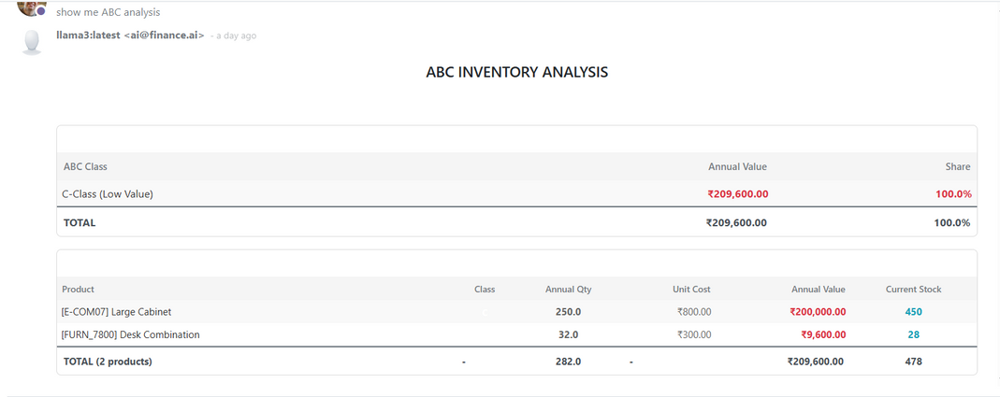 show me ABC analysis
llama3:latest <ai@finance.ai> - a day ago
ABC INVENTORY ANALYSIS
ABC Class Annual Value Share
C-Class (Low Value) ₹209,600.00 100.0%
TOTAL ₹209,600.00 100.0%
Product Class Annual Qty Unit Cost Annual Value Current Stock
[E-COM07] Large Cabinet 250.0 ₹800.00 ₹200,000.00 450
[FURN_7800] Desk Combination 32.0 ₹300.00 ₹9,600.00 28
TOTAL (2 products) - 282.0 - ₹209,600.00 478